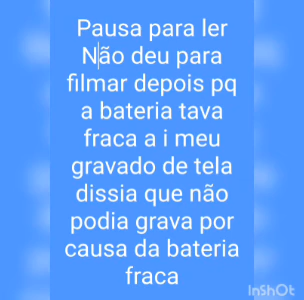 Pausa para ler
Não deu para
filmar depois pq
a bateria tava
fraca a i meu
gravado de tela
dissia que não
podia grava por
causa da bateria
fraca
InShOt